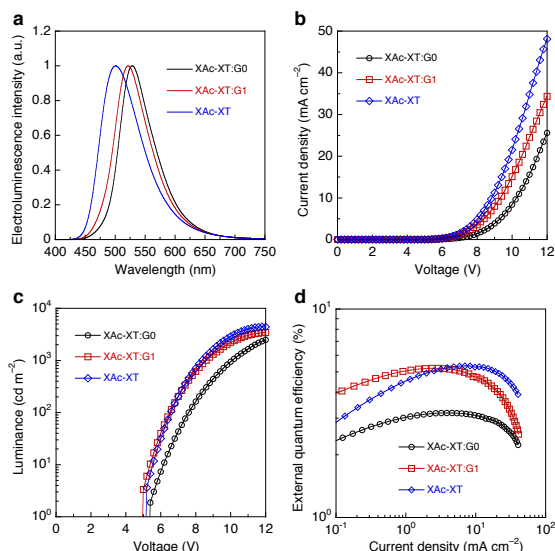 a
Electroluminescence intensity (a.u.)
1.2
1
0.8
0.6
0.4
0.2
0
XAc-XT:G0
XAc-XT:G1
XAc-XT
400 450 500 550 600 650 700 750
Wavelength (nm)
b
Current density (mA cm⁻²)
50
40
30
20
10
0
XAc-XT:G0
XAc-XT:G1
XAc-XT
0 2 4 6 8 10 12
Voltage (V)
c
Luminance (cd m⁻²)
10⁴
10³
10²
10¹
10⁰
XAc-XT:G0
XAc-XT:G1
XAc-XT
0 2 4 6 8 10 12
Voltage (V)
d
External quantum efficiency (%)
10¹
10⁰
XAc-XT:G0
XAc-XT:G1
XAc-XT
10⁻¹ 10⁰ 10¹ 10²
Current density (mA cm⁻²)